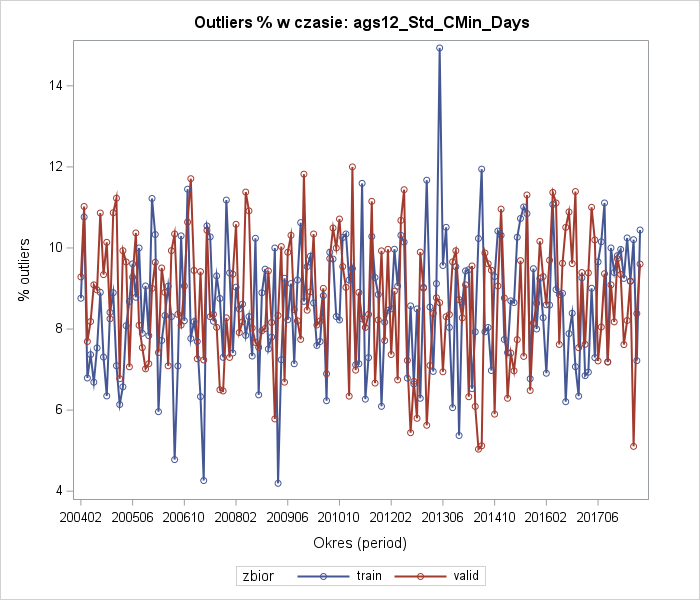 Outliers % w czasie: ags12_Std_CMin_Days
14
12
10
8
6
4
% outliers
200402 200506 200610 200802 200906 201010 201202 201306 201410 201602 201706
Okres (period)
zbior train valid